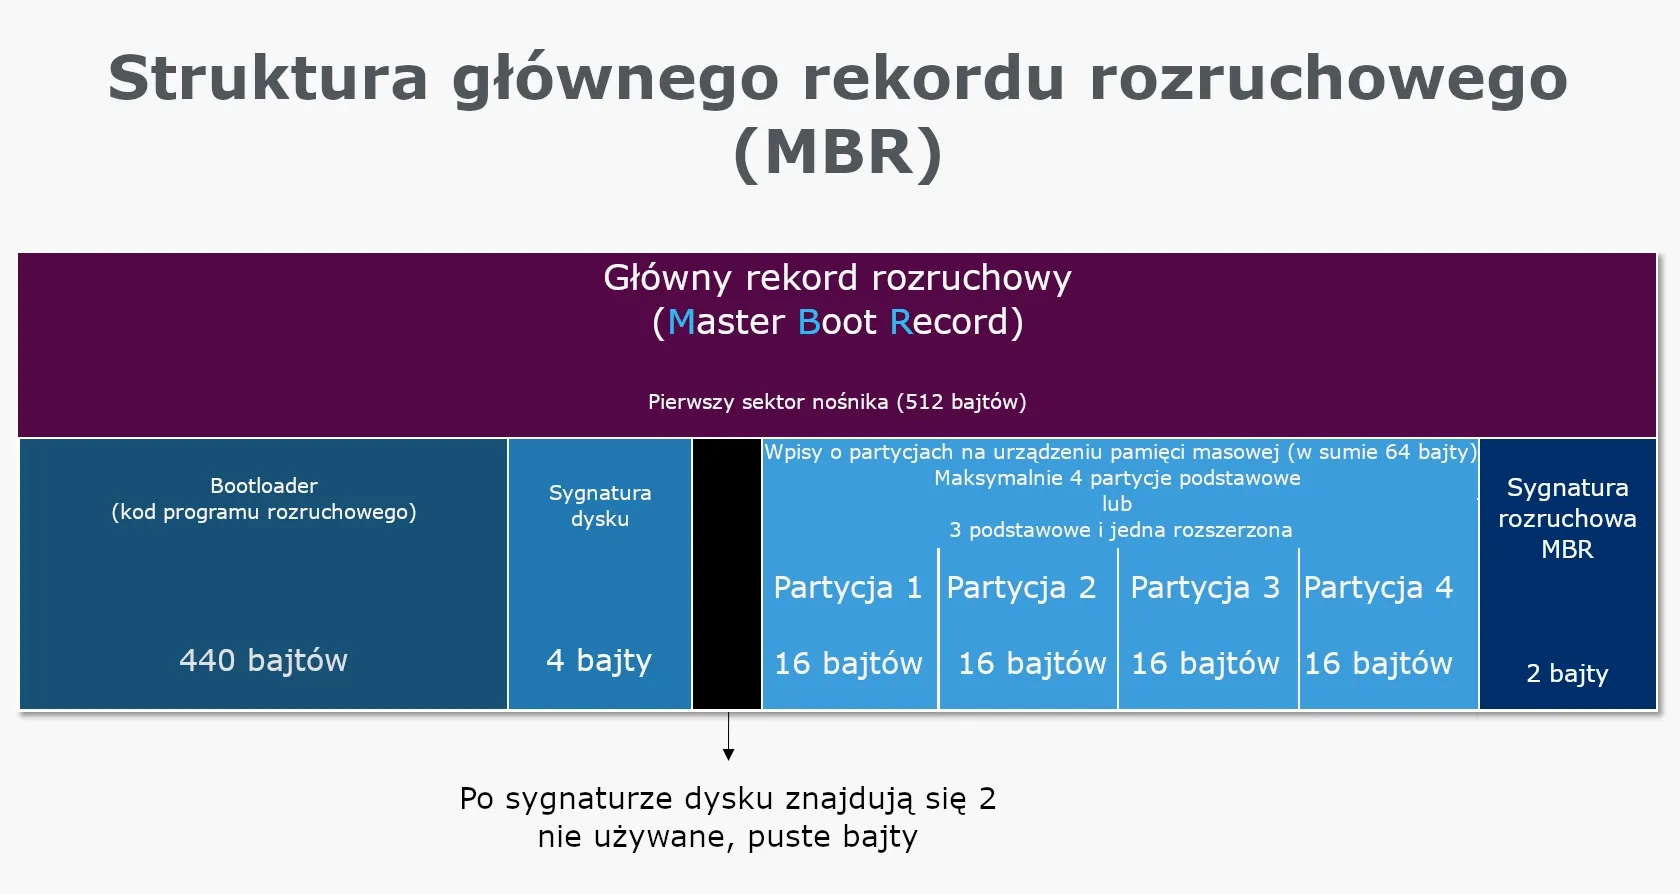 Struktura głównego rekordu rozruchowego
(MBR)
Główny rekord rozruchowy
(Master Boot Record)
Pierwszy sektor nośnika (512 bajtów)
Bootloader
(kod programu rozruchowego)
440 bajtów
Sygnatura
dysku
4 bajty
Wpisy o partycjach na urządzeniu pamięci masowej (w sumie 64 bajty)
Maksymalnie 4 partycje podstawowe
lub
3 podstawowe i jedna rozszerzona
Partycja 1
16 bajtów
Partycja 2
16 bajtów
Partycja 3
16 bajtów
Partycja 4
16 bajtów
Sygnatura
rozruchowa
MBR
2 bajty
Po sygnaturze dysku znajdują się 2
nie używane, puste bajty